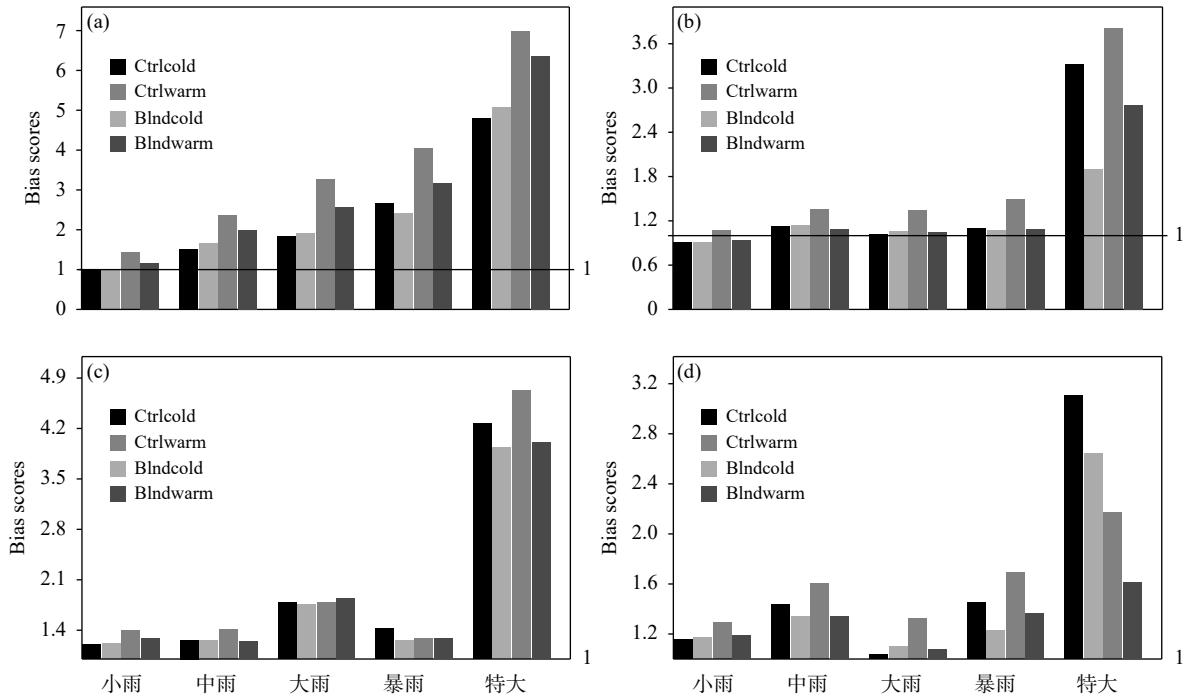 (a)
Bias scores
7
6
5
4
3
2
1
0
Ctrlcold
Ctrlwarm
Blndcold
Blndwarm
1
(b)
Bias scores
3.6
3.0
2.4
1.8
1.2
0.6
0
Ctrlcold
Ctrlwarm
Blndcold
Blndwarm
1
(c)
Bias scores
4.9
4.2
3.5
2.8
2.1
1.4
Ctrlcold
Ctrlwarm
Blndcold
Blndwarm
1
小雨 中雨 大雨 暴雨 特大
(d)
Bias scores
3.2
2.8
2.4
2.0
1.6
1.2
Ctrlcold
Ctrlwarm
Blndcold
Blndwarm
1
小雨 中雨 大雨 暴雨 特大